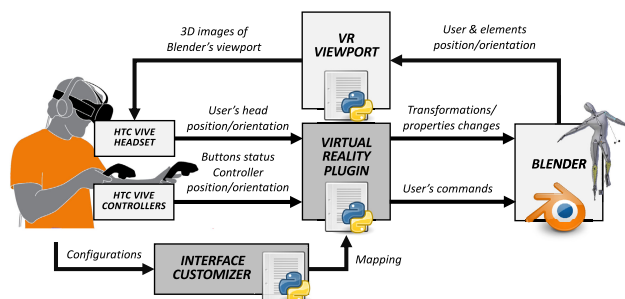 3D images of
Blender's viewport
VR
VIEWPORT
User & elements
position/orientation
HTC VIVE
HEADSET
User's head
position/orientation
VIRTUAL
REALITY
PLUGIN
Transformations/
properties changes
BLENDER
HTC VIVE
CONTROLLERS
Buttons status
Controller
position/orientation
User's commands
Configurations
INTERFACE
CUSTOMIZER
Mapping